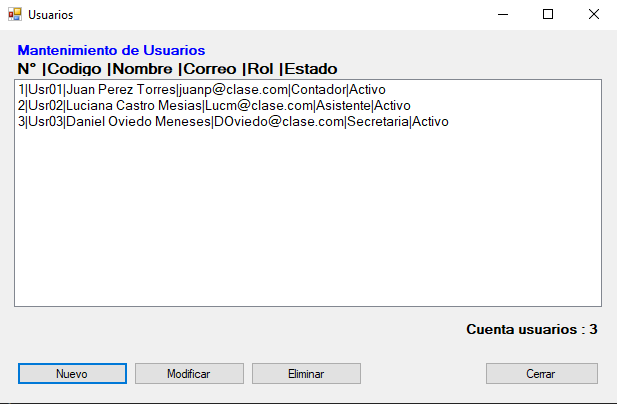 Usuarios
Mantenimiento de Usuarios
N° |Codigo |Nombre |Correo |Rol |Estado
1|Usr01|Juan Perez Torres|juanp@clase.com|Contador|Activo
2|Usr02|Luciana Castro Mesias|Lucm@clase.com|Asistente|Activo
3|Usr03|Daniel Oviedo Meneses|DOviedo@clase.com|Secretaria|Activo
Cuenta usuarios : 3
Nuevo Modificar Eliminar Cerrar